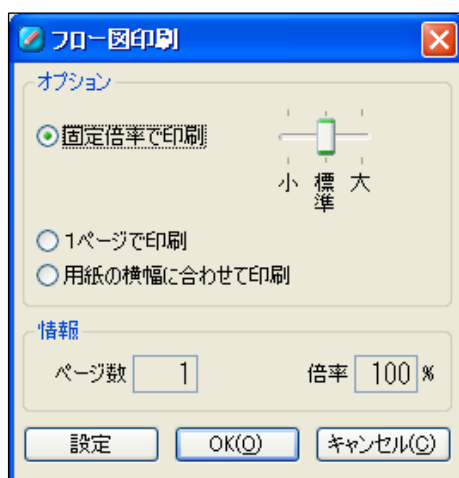 フロー図印刷
オプション
固定倍率で印刷
小 標準 大
1ページで印刷
用紙の横幅に合わせて印刷
情報
ページ数 1 倍率 100 %
設定 OK(O) キャンセル(C)